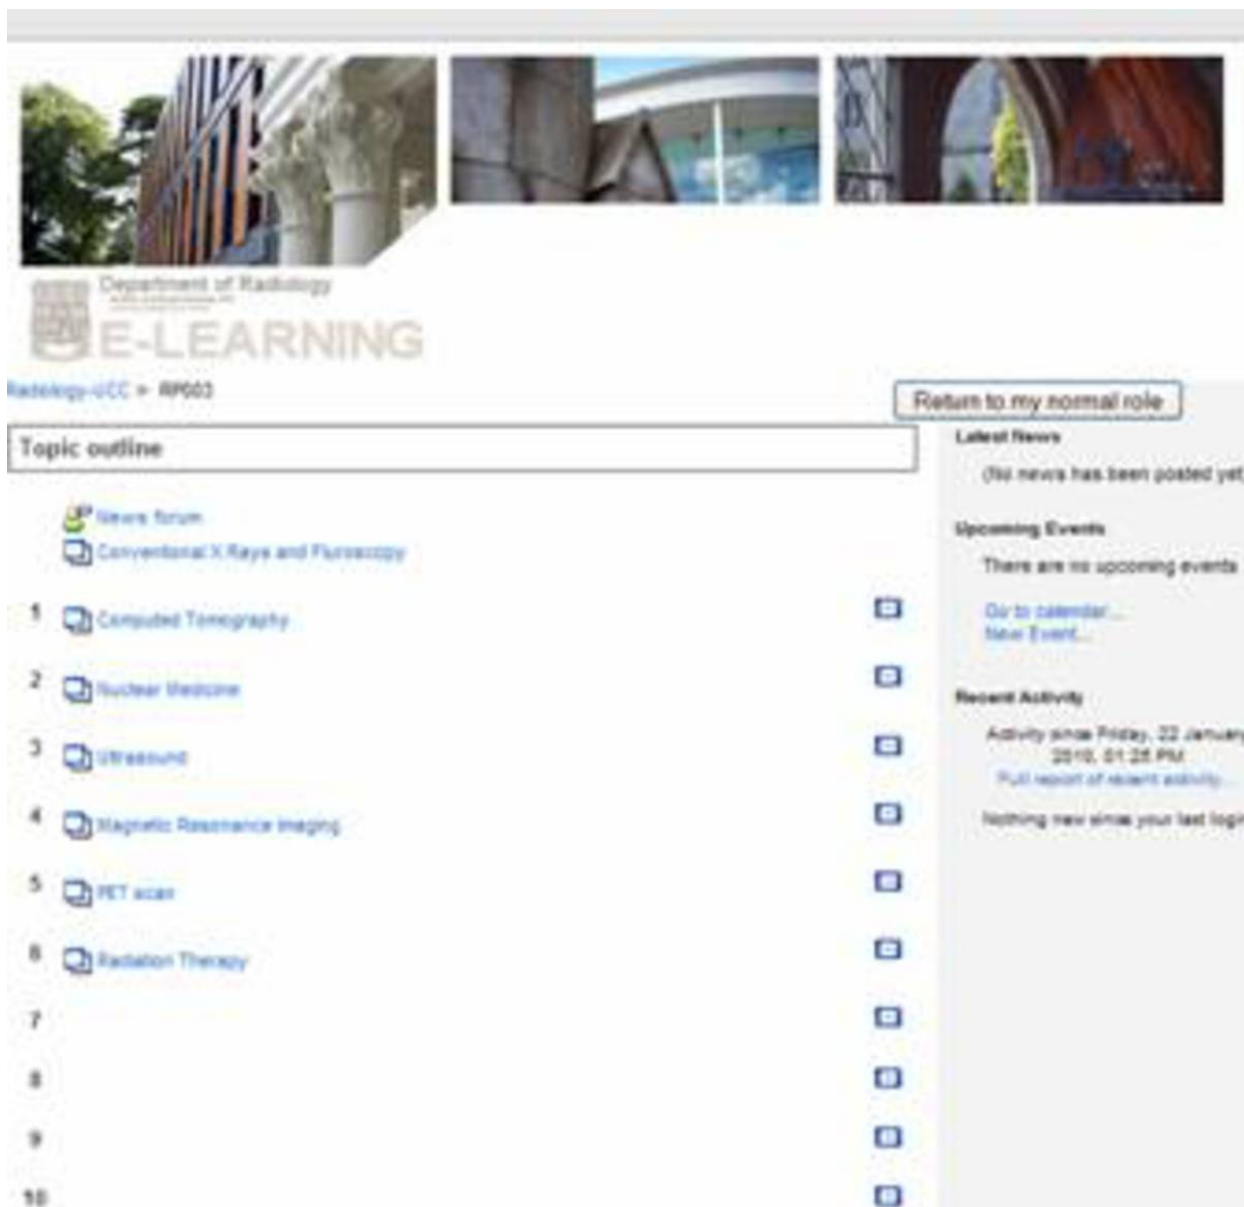 Department of Radiology
E-LEARNING
Radiology-UCC ► RP003
Return to my normal role
Topic outline
News forum
Conventional X Rays and Fluroscopy
1 Computed Tomography
2 Nuclear Medicine
3 Ultrasound
4 Magnetic Resonance Imaging
5 PET scan
6 Radiation Therapy
7
8
9
10
Latest News
(No news has been posted yet
Upcoming Events
There are no upcoming events
Go to calendar...
New Event...
Recent Activity
Activity since Friday, 22 January
2010, 01:25 PM
Full report of recent activity...
Nothing new since your last login